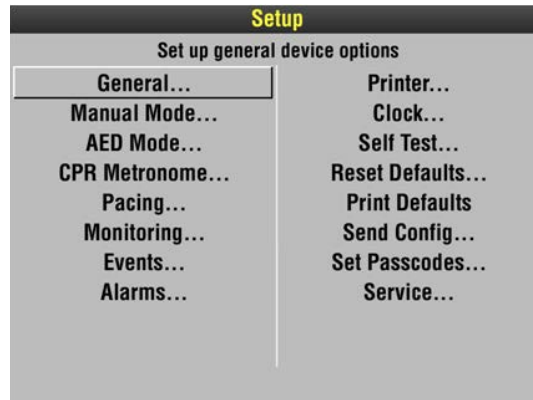 Setup
Set up general device options
General...
Manual Mode...
AED Mode...
CPR Metronome...
Pacing...
Monitoring...
Events...
Alarms...
Printer...
Clock...
Self Test...
Reset Defaults...
Print Defaults
Send Config...
Set Passcodes...
Service...